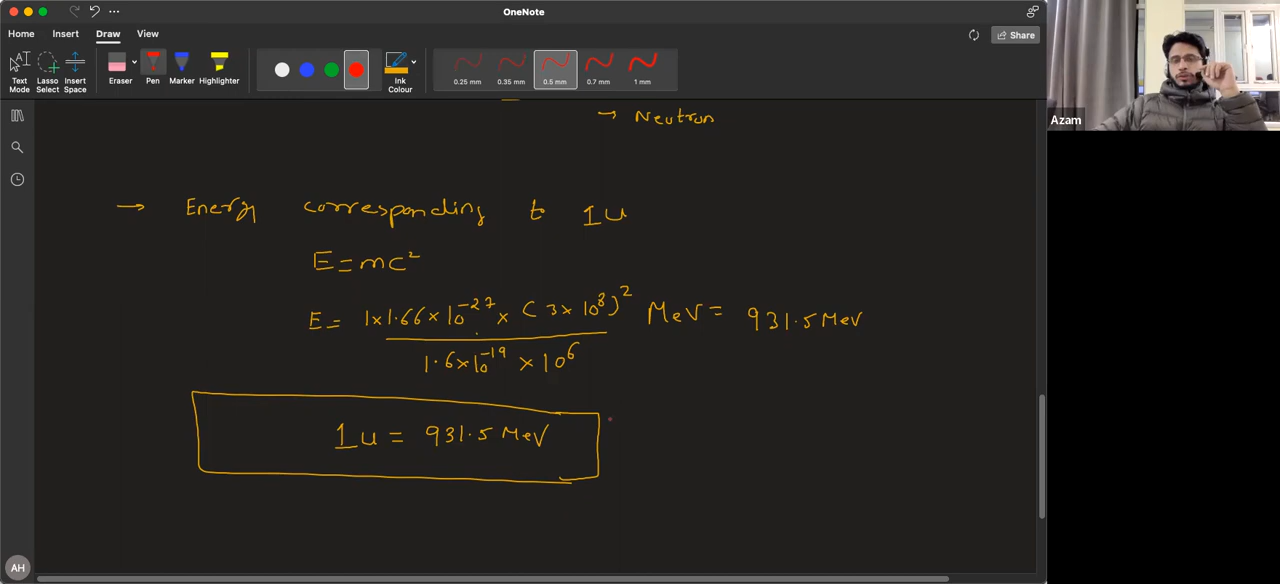 OneNote
Home Insert Draw View
Share
Text Mode
Lasso Select
Insert Space
Eraser
Pen
Marker
Highlighter
Ink Colour
0.25 mm
0.35 mm
0.5 mm
0.7 mm
1 mm
Azam
→ Neutron
→ Energy corresponding to 1u
E = mc²
E = 1 × 1.66 × 10⁻²⁷ × (3 × 10⁸)² MeV = 931.5 MeV
1.6 × 10⁻¹⁹ × 10⁶
1u = 931.5 MeV
AH